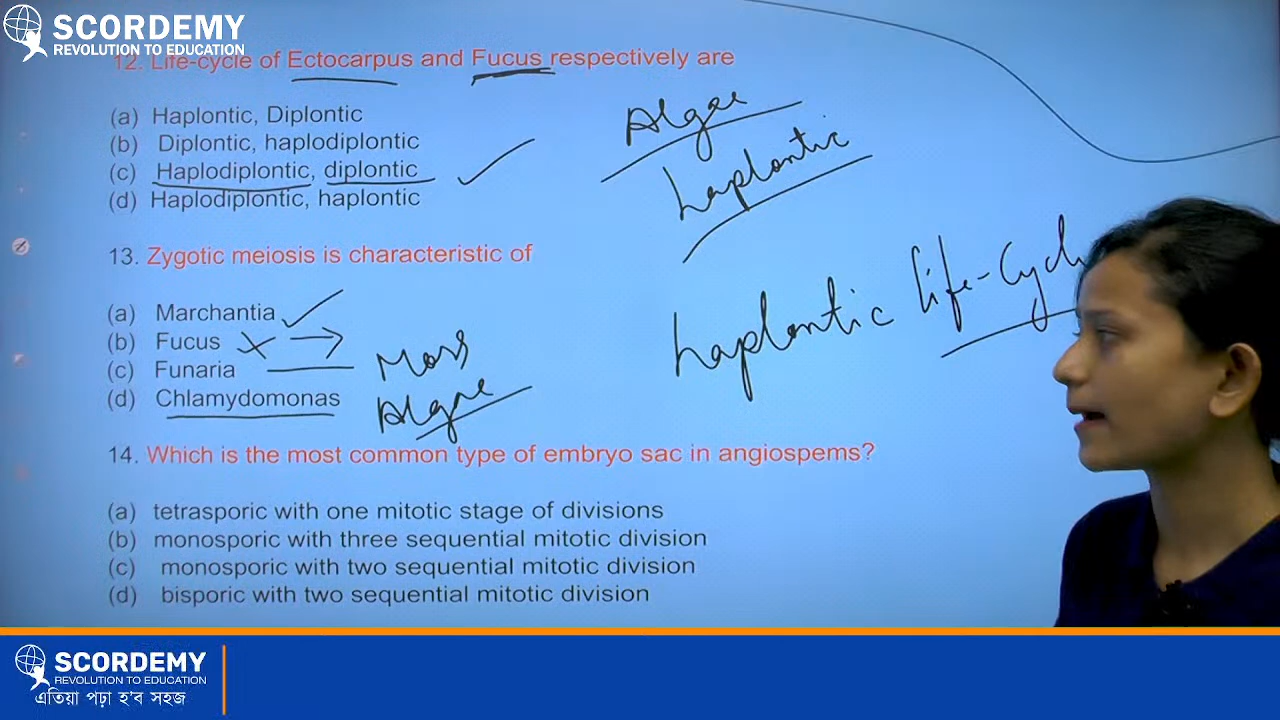 SCORDEMY
REVOLUTION TO EDUCATION
12. Life-cycle of Ectocarpus and Fucus respectively are
(a) Haplontic, Diplontic
(b) Diplontic, haplodiplontic
(c) Haplodiplontic, diplontic
(d) Haplodiplontic, haplontic
Algae
haplontic
13. Zygotic meiosis is characteristic of
(a) Marchantia
(b) Fucus
(c) Funaria
(d) Chlamydomonas
Moss
Algae
haplontic life-Cycle
14. Which is the most common type of embryo sac in angiospems?
(a) tetrasporic with one mitotic stage of divisions
(b) monosporic with three sequential mitotic division
(c) monosporic with two sequential mitotic division
(d) bisporic with two sequential mitotic division
SCORDEMY
REVOLUTION TO EDUCATION
এতিয়া পঢ়া হ'ব সহজ